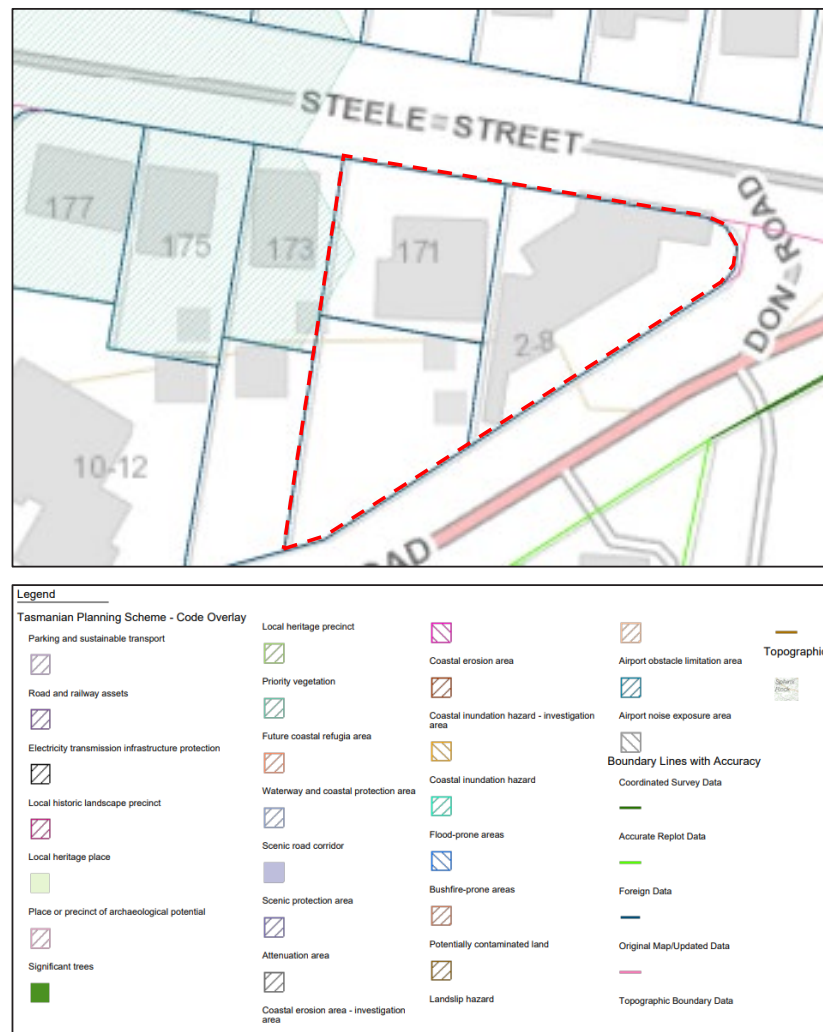 STEELE STREET
DON ROAD
177
175
173
171
2-8
10-12
OAD
Legend
Tasmanian Planning Scheme - Code Overlay
Parking and sustainable transport
Road and railway assets
Electricity transmission infrastructure protection
Local historic landscape precinct
Local heritage place
Place or precinct of archaeological potential
Significant trees
Local heritage precinct
Priority vegetation
Future coastal refugia area
Waterway and coastal protection area
Scenic road corridor
Scenic protection area
Attenuation area
Coastal erosion area - investigation
area
Coastal erosion area
Coastal inundation hazard - investigation
area
Coastal inundation hazard
Flood-prone areas
Bushfire-prone areas
Potentially contaminated land
Landslip hazard
Airport obstacle limitation area
Airport noise exposure area
Boundary Lines with Accuracy
Coordinated Survey Data
Accurate Replot Data
Foreign Data
Original Map/Updated Data
Topographic Boundary Data
Topographic